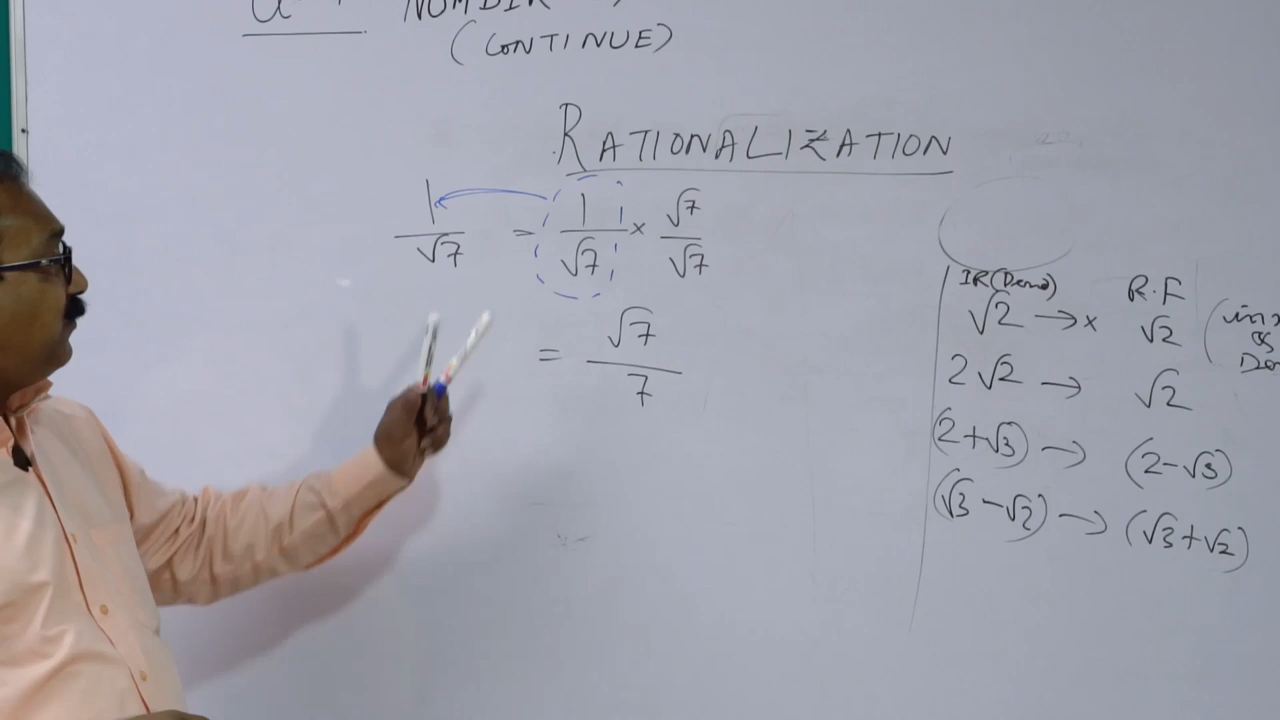 (CONTINUE)
RATIONALIZATION
1/√7 = 1/√7 × √7/√7
= √7/7
IR(Deno) R.F
√2 → × √2
2√2 → √2
(2+√3) → (2-√3)
(√3-√2) → (√3+√2)